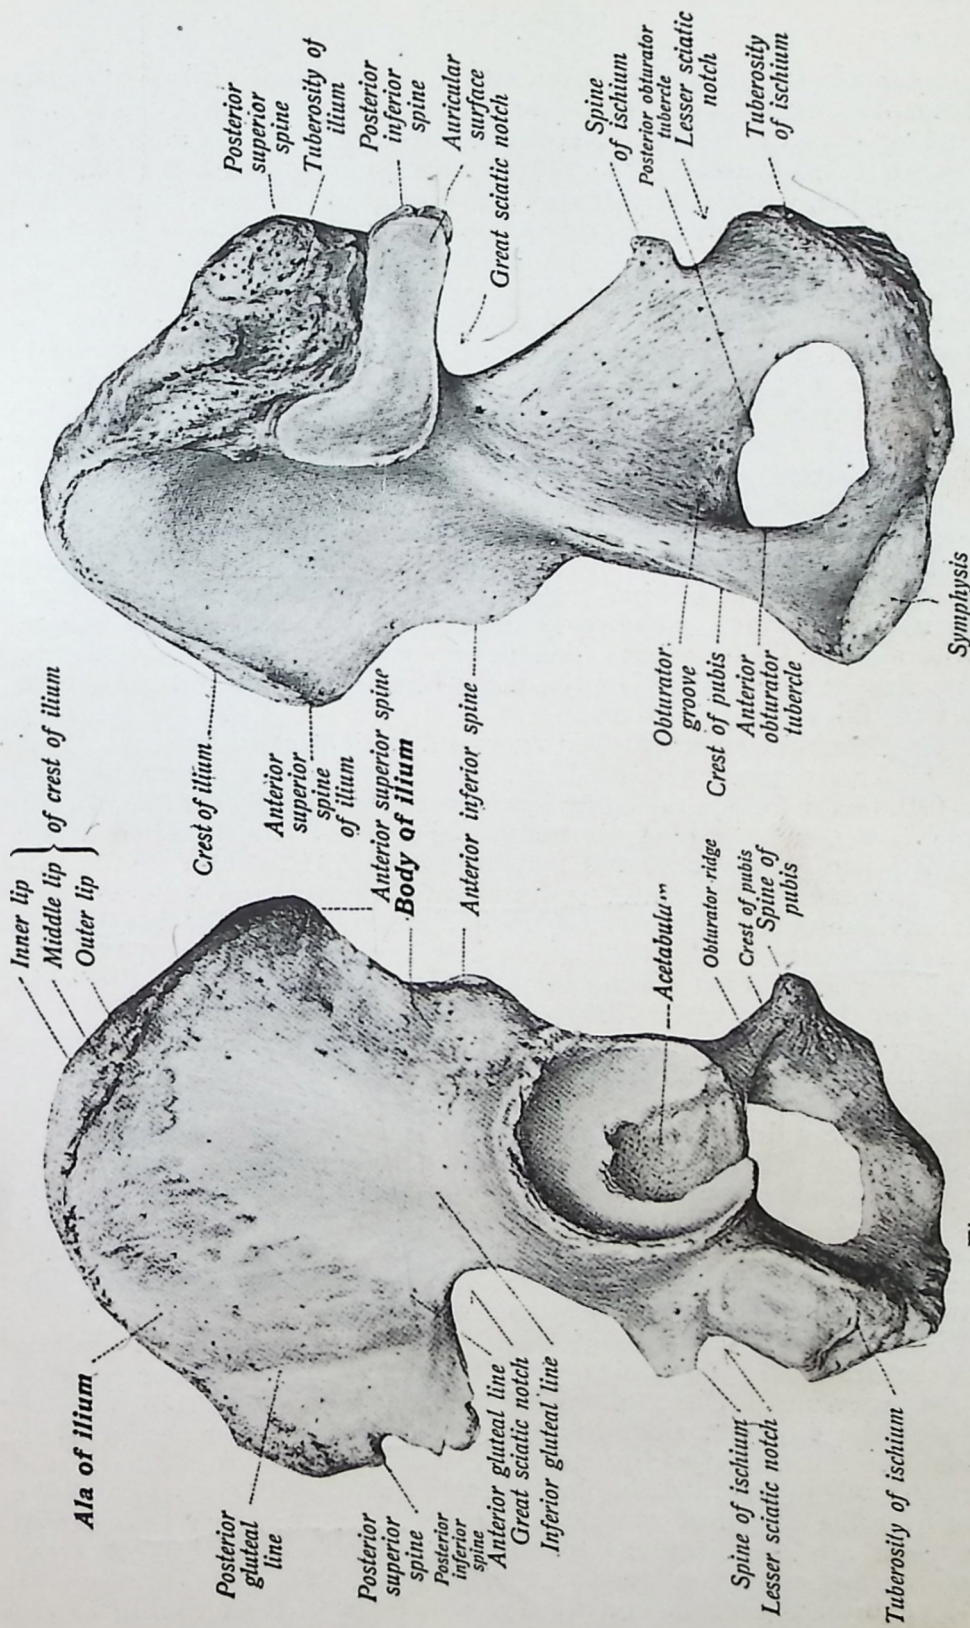 Inner lip
Middle lip
Outer lip
of crest of ilium
Ala of ilium
Posterior
gluteal
line
Posterior
superior
spine
Posterior
inferior
spine
Anterior gluteal line
Great sciatic notch
Inferior gluteal line
Spine of ischium
Lesser sciatic notch
Tuberosity of ischium
Anterior superior spine
Body of ilium
Anterior inferior spine
Acetabulum
Obturator ridge
Crest of pubis
Spine of
pubis
Crest of ilium
Anterior
superior
spine
of ilium
Obturator
groove
Crest of pubis
Anterior
obturator
tubercle
Symphysis
Posterior
superior
spine
Tuberosity of
ilium
Posterior
inferior
spine
Auricular
surface
Great sciatic notch
Spine
of ischium
Posterior obturator
tubercle
Lesser sciatic
notch
Tuberosity
of ischium